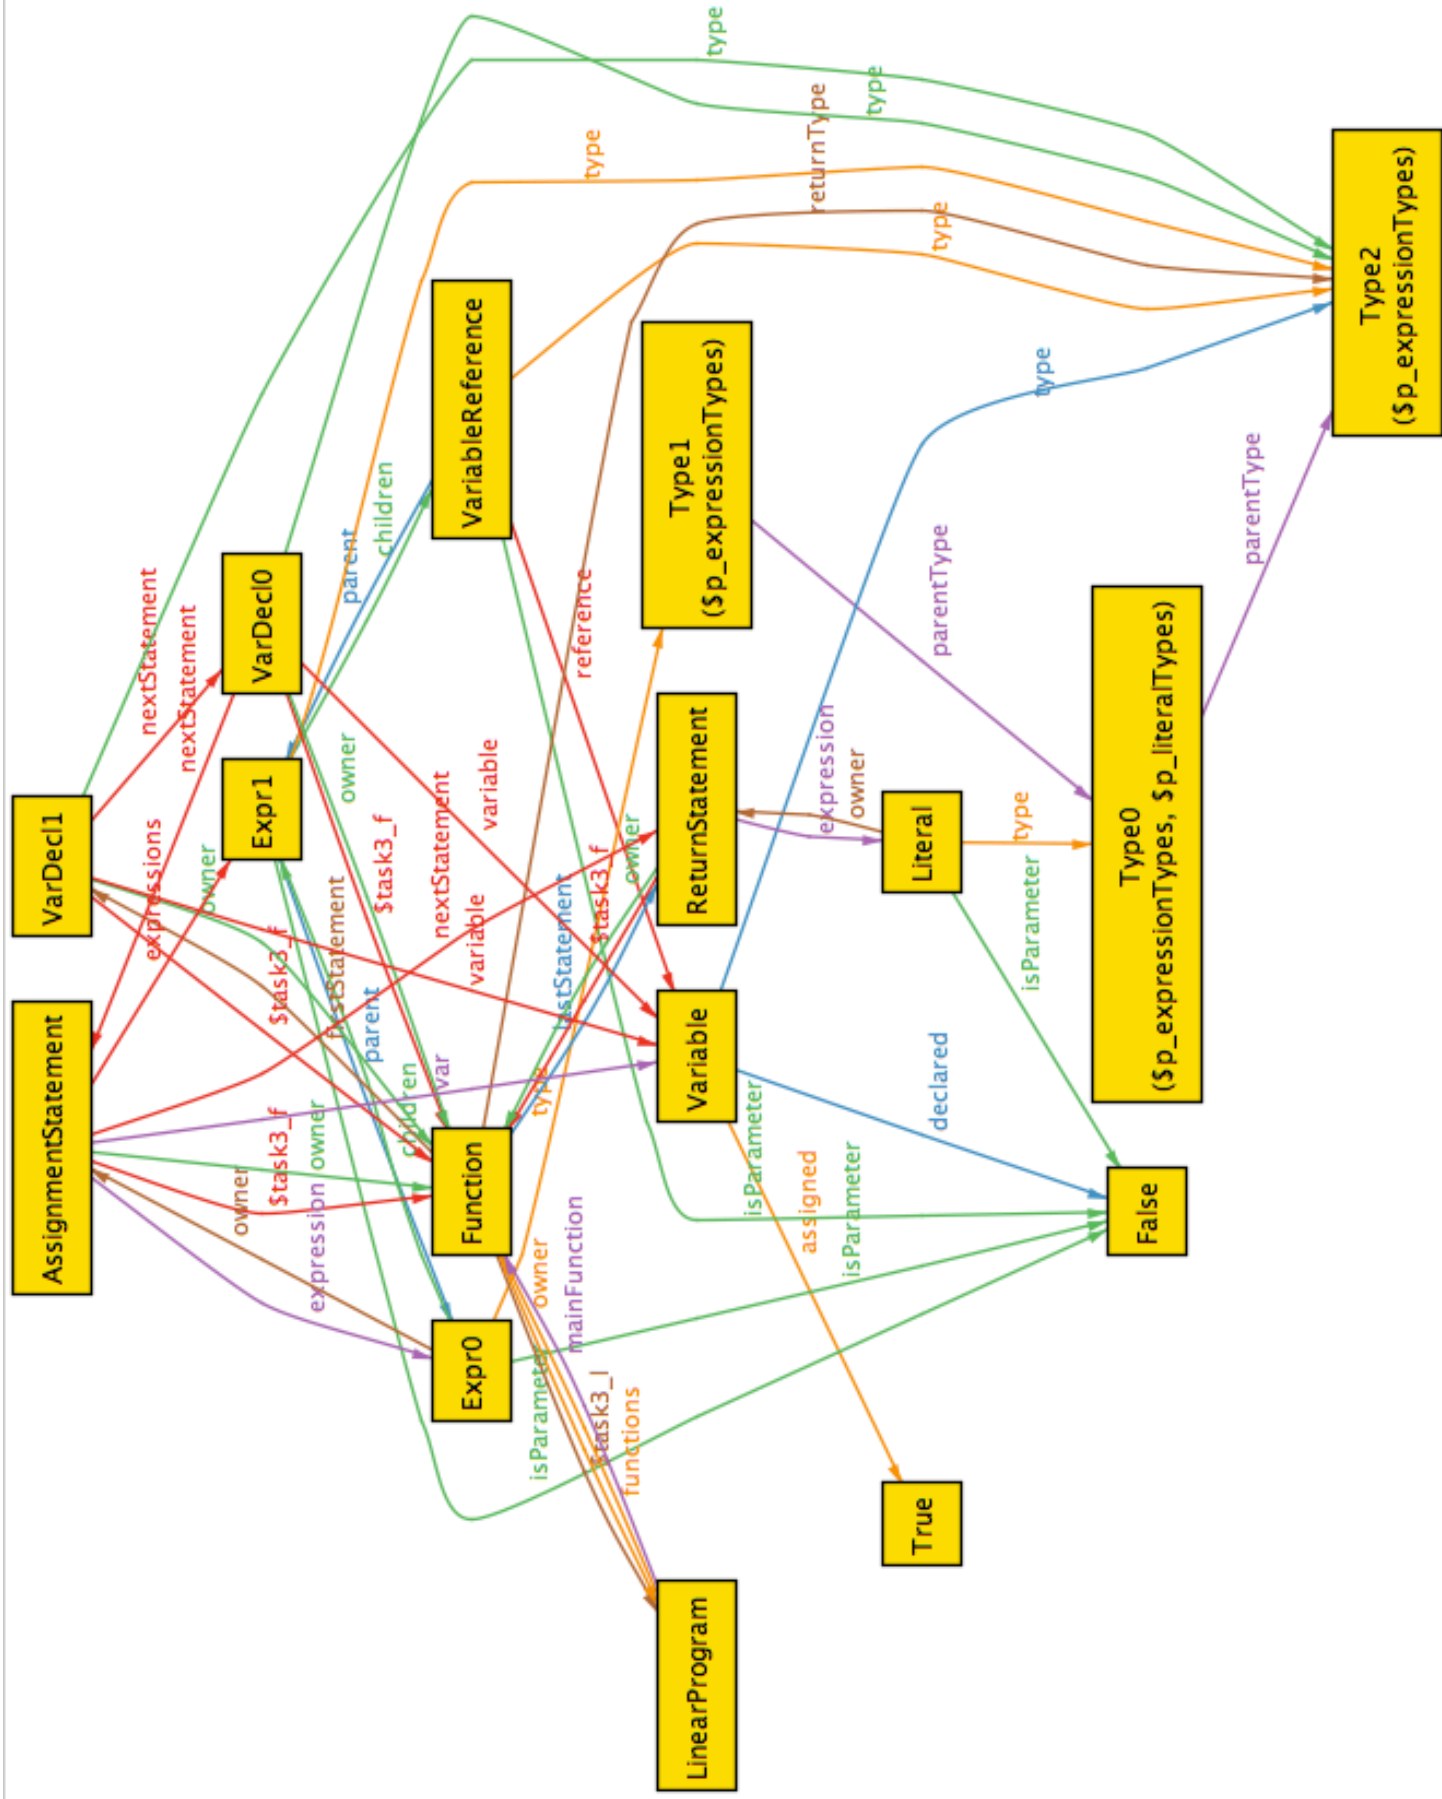 VarDecl1
AssignmentStatement
nextStatement
nextStatement
VarDecl0
Expr1
expressions
owner
owner
$task3_f
firstStatement
$task3_f
owner
expression
owner
parent
children
parent
$task3_f
children
var
VariableReference
Function
Expr0
nextStatement
variable
variable
type
reference
lastStatement
type
owner
mainFunction
isParameter
$task3_f
owner
$task3_l
functions
Type1
($p_expressionTypes)
ReturnStatement
Variable
LinearProgram
type
returnType
expression
owner
isParameter
assigned
isParameter
type
type
parentType
declared
Literal
True
type
isParameter
type
Type0
($p_expressionTypes, $p_literalTypes)
False
parentType
Type2
($p_expressionTypes)